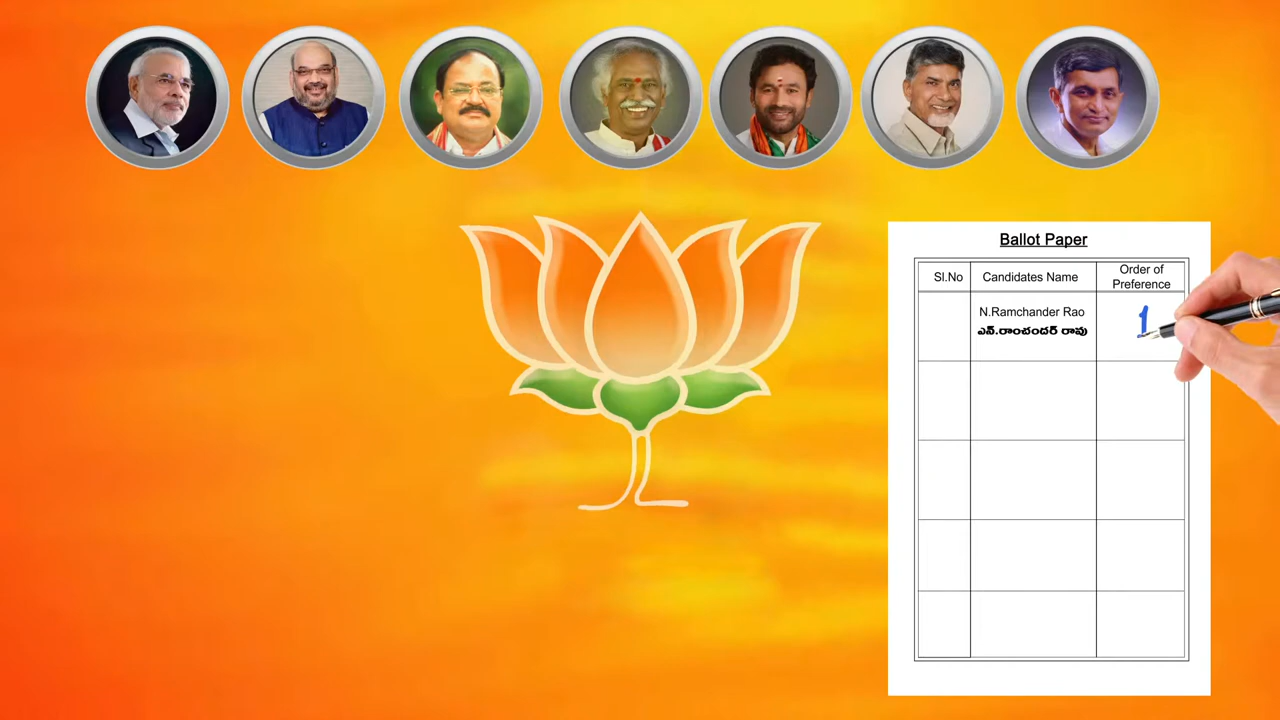 Ballot Paper
Sl.No Candidates Name Order of Preference
N.Ramchander Rao 1
ఎన్.రాంచందర్ రావు